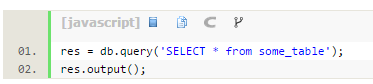 [javascript]
01. res = db.query('SELECT * from some_table');
02. res.output();